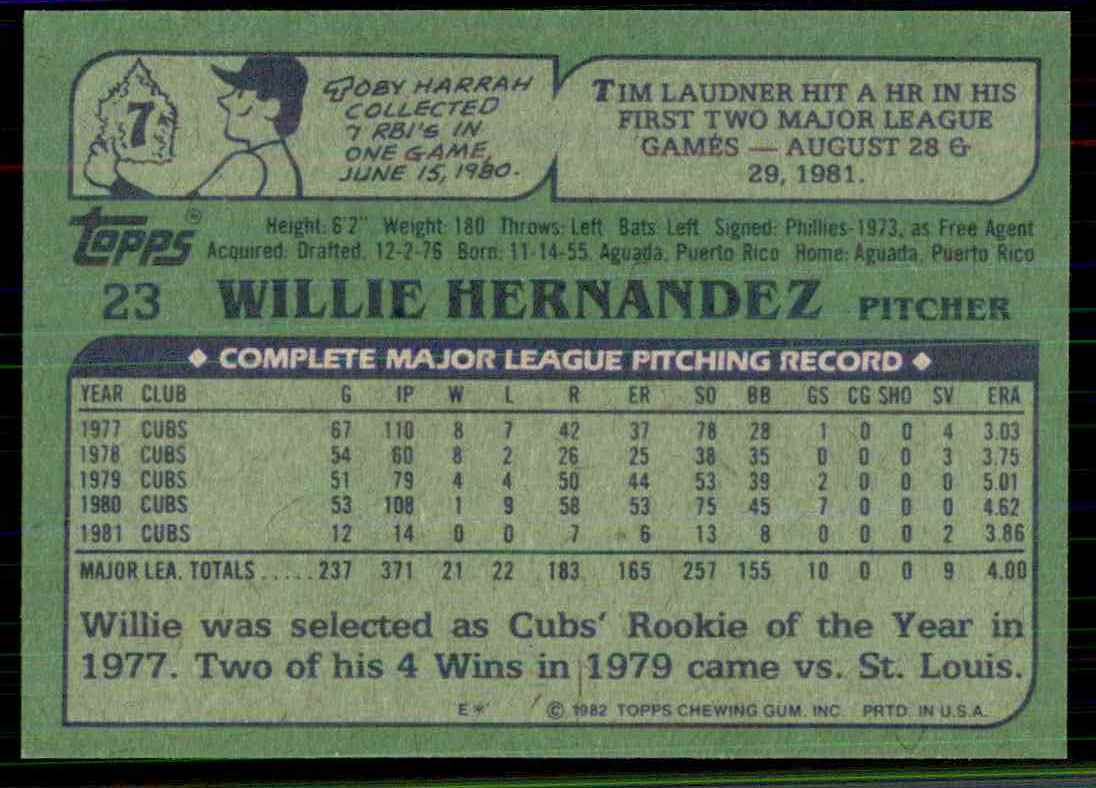 7
TOBY HARRAH
COLLECTED
7 RBI'S IN
ONE GAME,
JUNE 15, 1980.
TIM LAUDNER HIT A HR IN HIS
FIRST TWO MAJOR LEAGUE
GAMES — AUGUST 28 &
29, 1981.
Topps®
Height: 6'2" Weight: 180 Throws: Left Bats: Left Signed: Phillies-1973, as Free Agent
Acquired: Drafted, 12-2-76 Born: 11-14-55, Aguada, Puerto Rico Home: Aguada, Puerto Rico
23 WILLIE HERNANDEZ PITCHER
◆ COMPLETE MAJOR LEAGUE PITCHING RECORD ◆
YEAR CLUB G IP W L R ER SO BB GS CG SHO SV ERA
1977 CUBS 67 110 8 7 42 37 78 28 1 0 0 4 3.03
1978 CUBS 54 60 8 2 26 25 38 35 0 0 0 3 3.75
1979 CUBS 51 79 4 4 50 44 53 39 2 0 0 0 5.01
1980 CUBS 53 108 1 9 58 53 75 45 7 0 0 0 4.62
1981 CUBS 12 14 0 0 7 6 13 8 0 0 0 2 3.86
MAJOR LEA. TOTALS ..... 237 371 21 22 183 165 257 155 10 0 0 9 4.00
Willie was selected as Cubs' Rookie of the Year in
1977. Two of his 4 Wins in 1979 came vs. St. Louis.
E* © 1982 TOPPS CHEWING GUM, INC. PRTD. IN U.S.A.